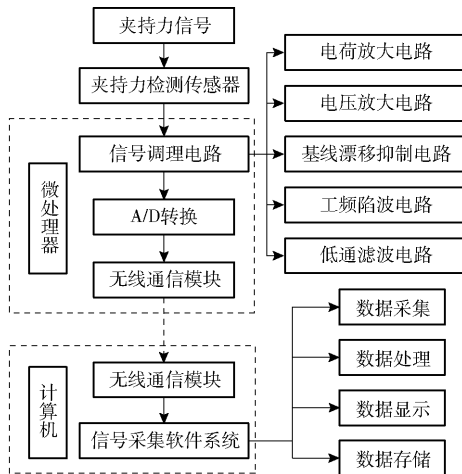 夹持力信号
夹持力检测传感器
信号调理电路
微处理器
A/D转换
无线通信模块
电荷放大电路
电压放大电路
基线漂移抑制电路
工频陷波电路
低通滤波电路
计算机
无线通信模块
信号采集软件系统
数据采集
数据处理
数据显示
数据存储